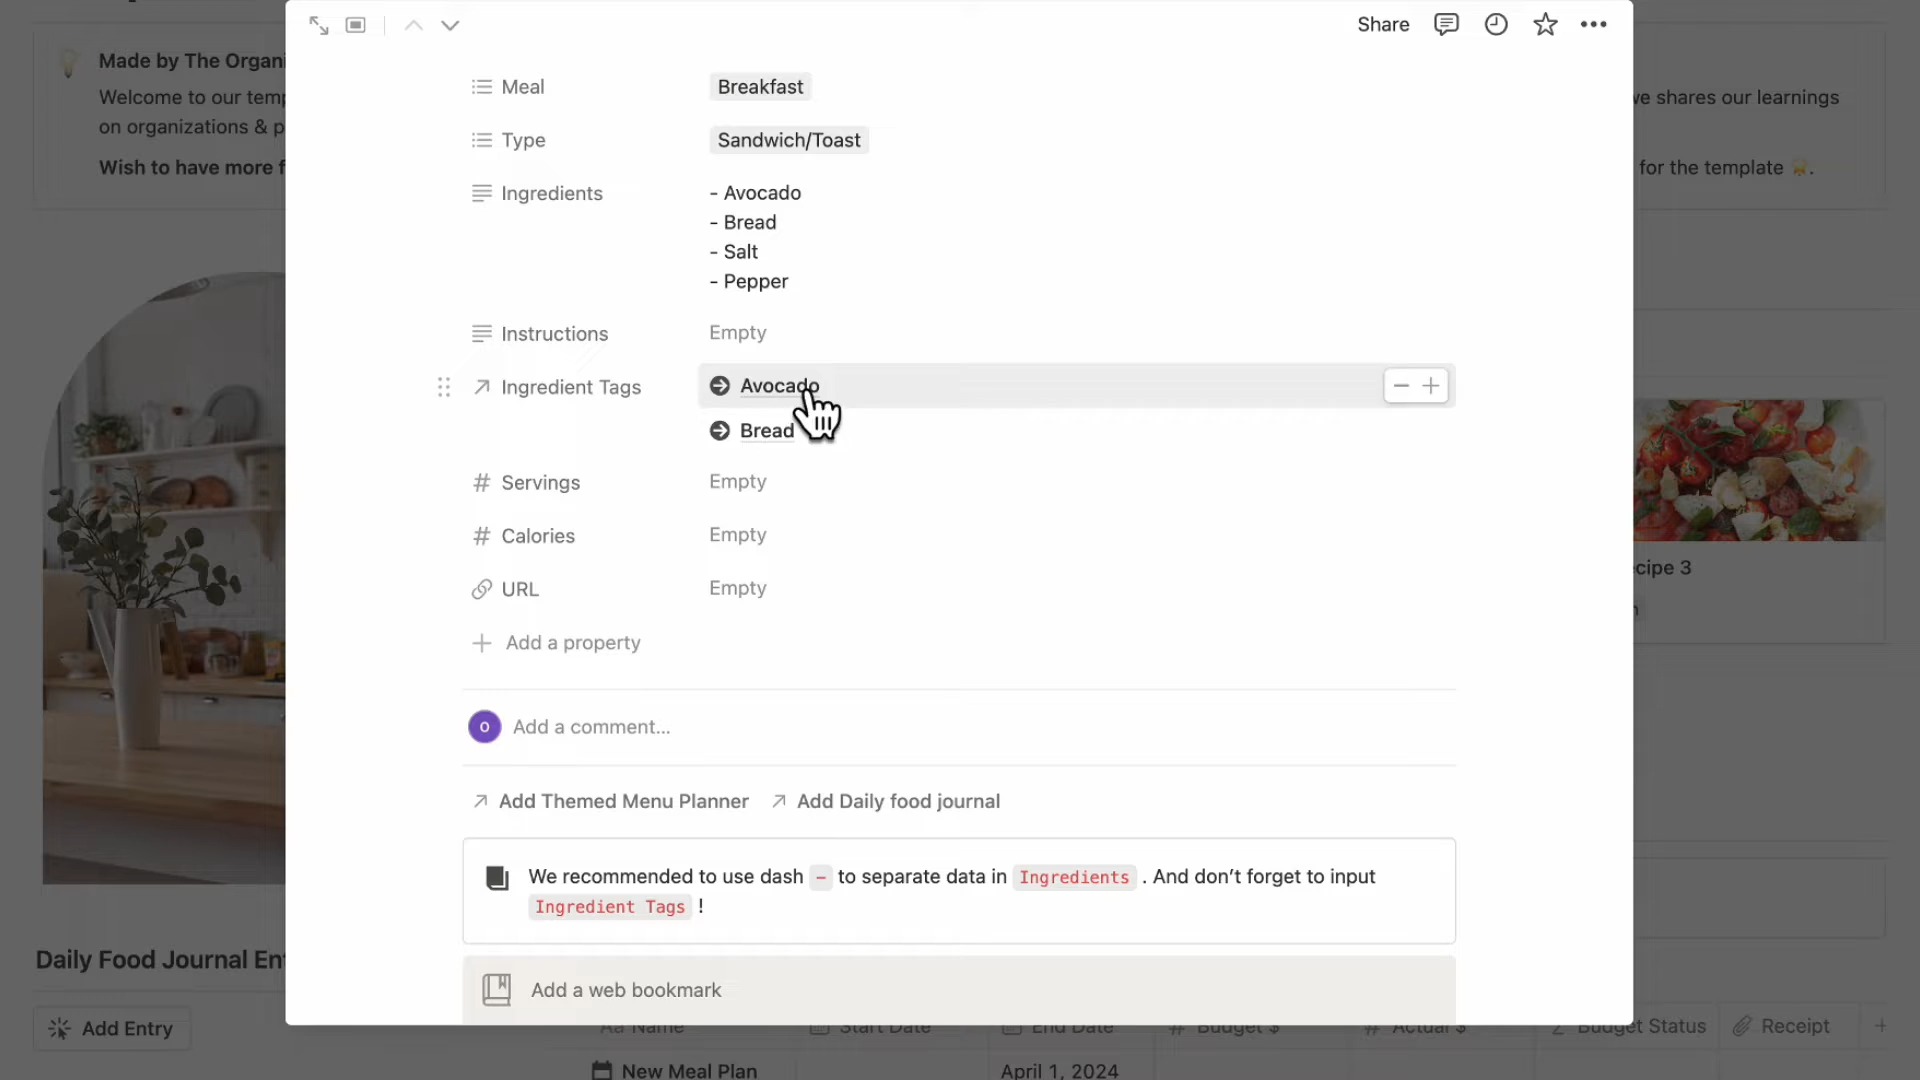 Share
Made by The Organi
Welcome to our temp
on organizations & p
Wish to have more f
we shares our learnings
for the template
Meal Breakfast
Type Sandwich/Toast
Ingredients - Avocado
- Bread
- Salt
- Pepper
Instructions Empty
Ingredient Tags Avocado
Bread
Servings Empty
Calories Empty
URL Empty
Add a property
O Add a comment...
Add Themed Menu Planner Add Daily food journal
We recommended to use dash - to separate data in Ingredients . And don't forget to input
Ingredient Tags !
Add a web bookmark
cipe 3
Daily Food Journal En
Add Entry
Aa Name Start Date End Date # Budget $ # Actual $ Budget Status Receipt
New Meal Plan April 1, 2024